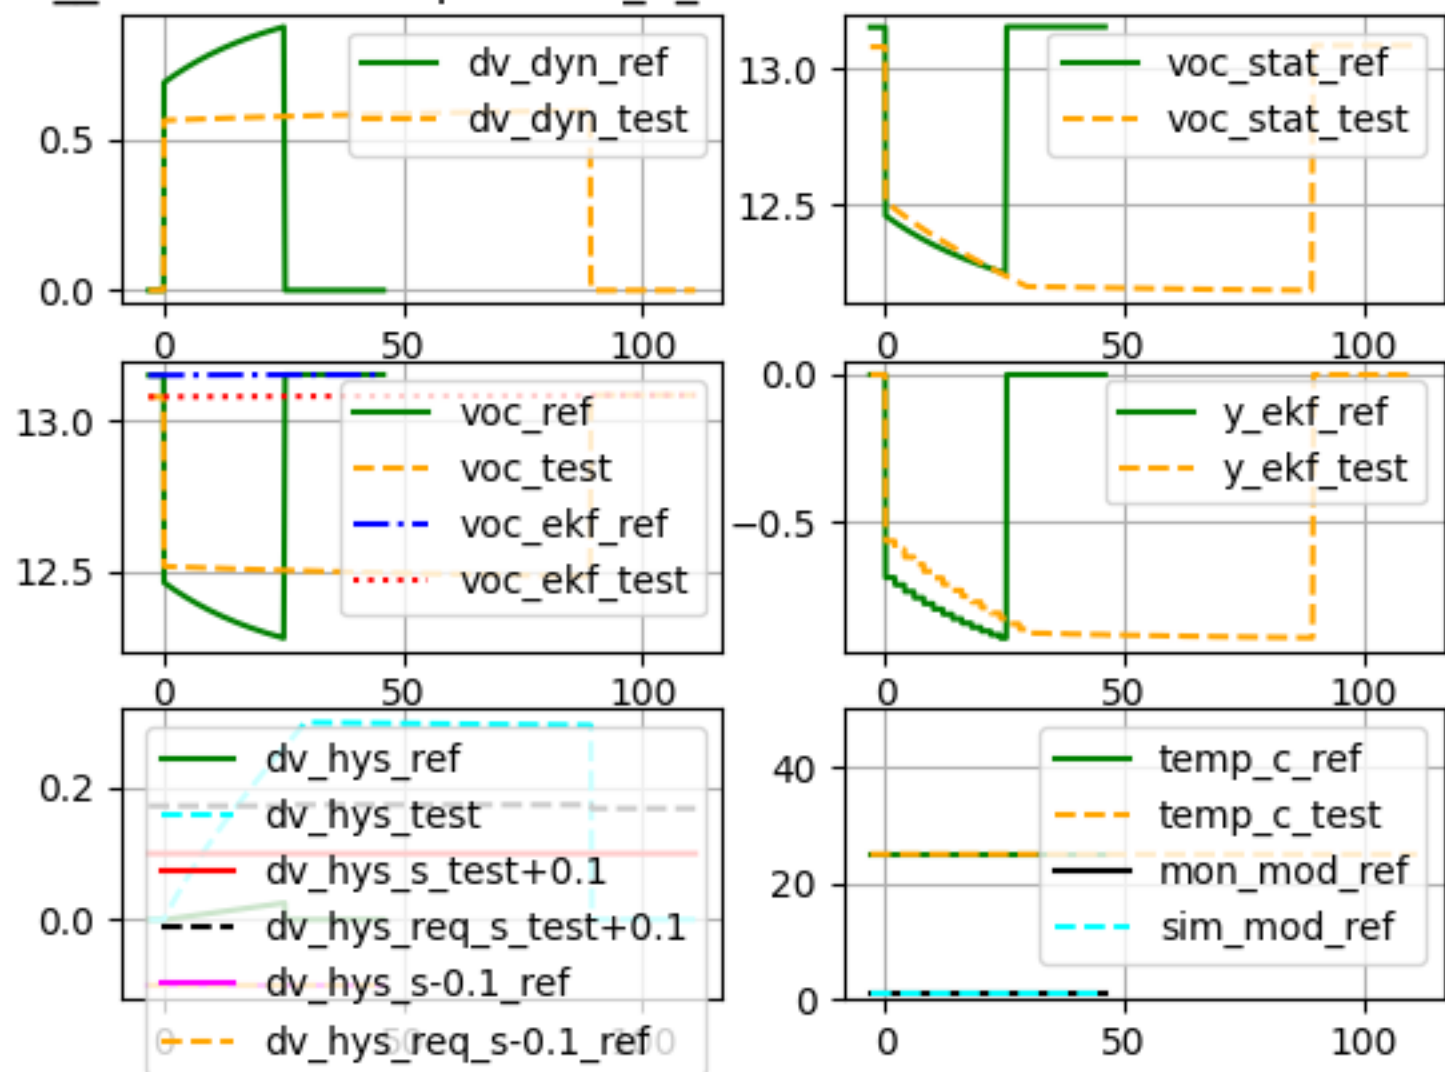 dv_dyn_ref
dv_dyn_test
0.5
0.0
0 50 100
voc_stat_ref
voc_stat_test
13.0
12.5
0 50 100
voc_ref
voc_test
voc_ekf_ref
voc_ekf_test
13.0
12.5
0 50 100
y_ekf_ref
y_ekf_test
0.0
−0.5
0 50 100
dv_hys_ref
dv_hys_test
dv_hys_s_test+0.1
dv_hys_req_s_test+0.1
dv_hys_s-0.1_ref
dv_hys_req_s-0.1_ref
0.2
0.0
0 50 100
temp_c_ref
temp_c_test
mon_mod_ref
sim_mod_ref
40
20
0
0 50 100